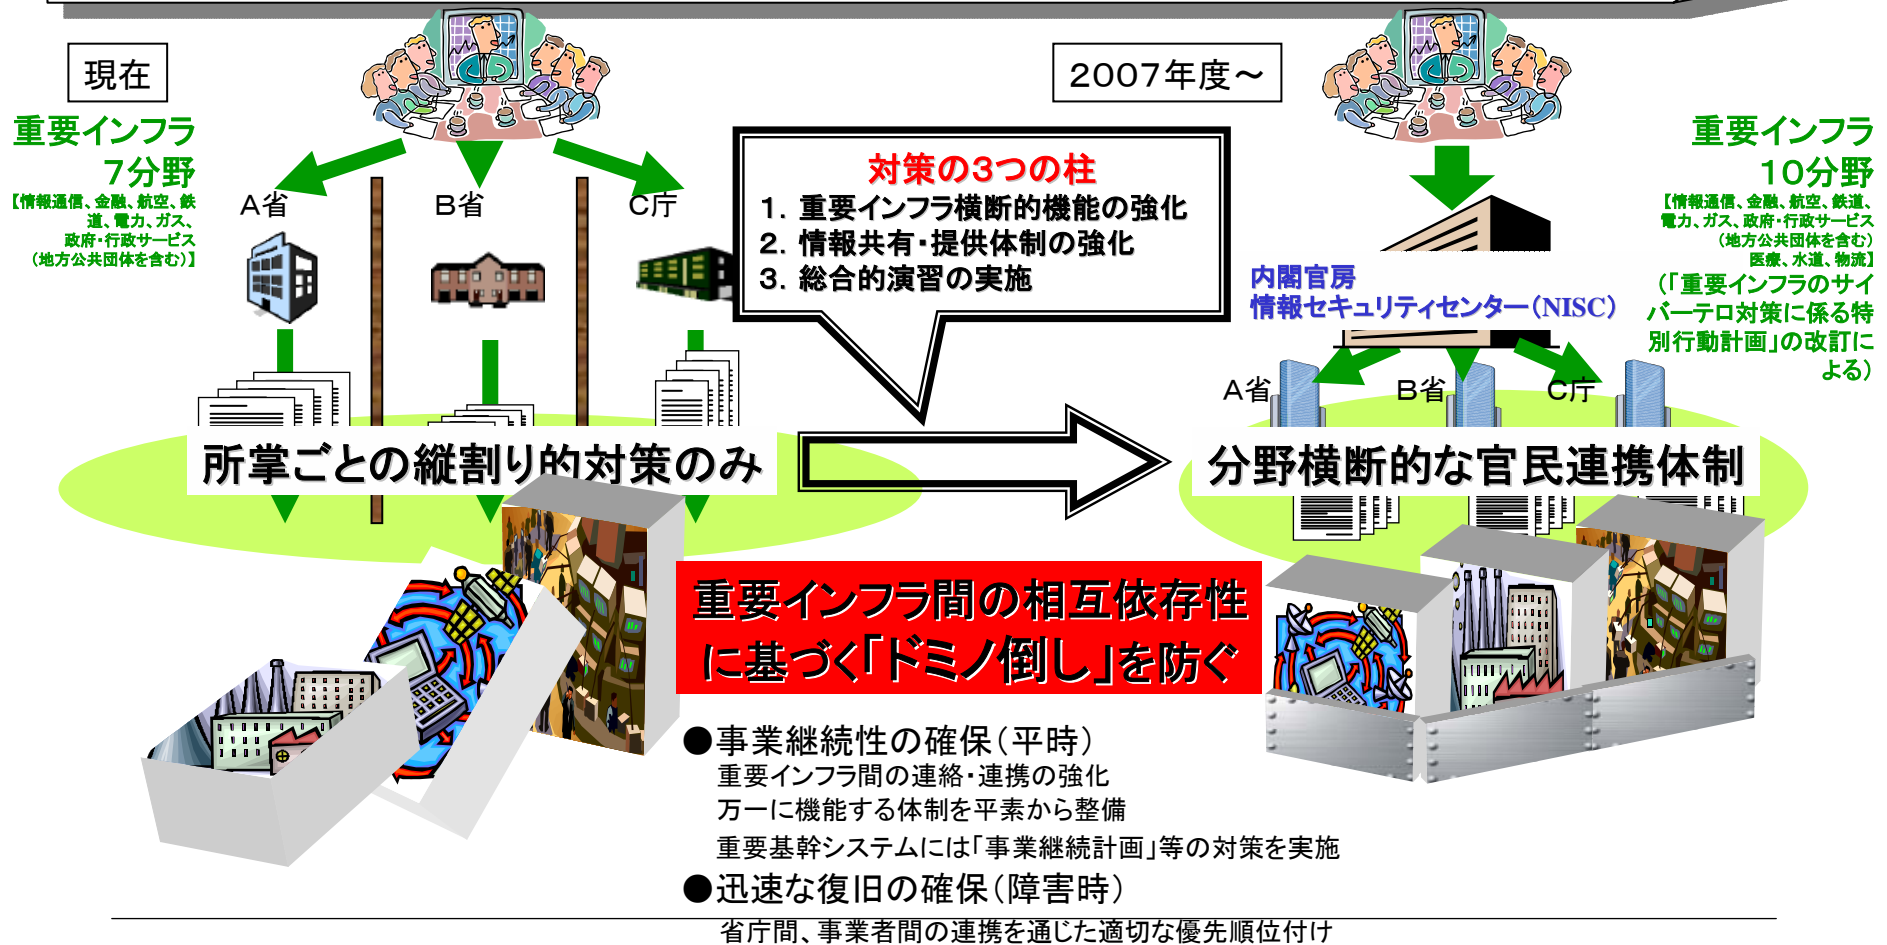 現在
重要インフラ
7分野
【情報通信、金融、航空、鉄
道、電力、ガス、
政府・行政サービス
(地方公共団体を含む)】
A省
B省
C庁
所掌ごとの縦割り的対策のみ
対策の3つの柱
1. 重要インフラ横断的機能の強化
2. 情報共有・提供体制の強化
3. 総合的演習の実施
2007年度～
重要インフラ
10分野
【情報通信、金融、航空、鉄道、
電力、ガス、政府・行政サービス
(地方公共団体を含む)
医療、水道、物流】
(「重要インフラのサイ
バーテロ対策に係る特
別行動計画」の改訂に
よる)
内閣官房
情報セキュリティセンター(NISC)
A省
B省
C庁
分野横断的な官民連携体制
重要インフラ間の相互依存性
に基づく「ドミノ倒し」を防ぐ
●事業継続性の確保(平時)
重要インフラ間の連絡・連携の強化
万一に機能する体制を平素から整備
重要基幹システムには「事業継続計画」等の対策を実施
●迅速な復旧の確保(障害時)
省庁間、事業者間の連携を通じた適切な優先順位付け